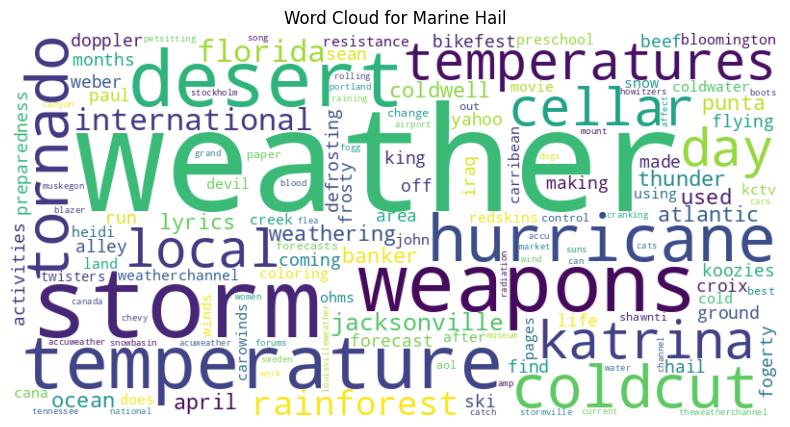 Word Cloud for Marine Hail
petsitting
song
doppler
florida
sean
resistance
bikefest
preschool
beef
bloomington
months
desert
temperatures
weber
stockholm
rolling
portland
raining
coldwell
movie
snow
coldwater
howitzers
boots
canyon
paul
international
weather
change
airport
yahoo
cellar
punta
affect
flying
tornado
preparedness
grand
paper
fogg
out
mount
day
muskegon
devil
blood
defrosting
frosty
king
off
iraq
carribean
making
made
dogs
thunder
kctv
blazer
run
lyrics
creek
flea
area
redskins
control
cranking
using
used
cars
heidi
alley
local
weathering
john
hurricane
atlantic
activities
land
forecasts
coming
banker
accu
market
suns
cats
wind
can
twisters
weatherchannel
coloring
koozies
canada
storm
women
ohms
weapons
radiation
croix
cold
best
chevy
winds
forums
louisvilleweather
jacksonville
life
shawnti
ground
accuweather
snowbasin
acuweather
carowinds
forecast
after
museum
pages
katrina
channel
temperature
sweden
work
aol
find
water
hail
fogerty
cana
ocean
does
april
rainforest
ski
amp
coldcut
tennessee
national
catch
stormville
current
theweatherchannel